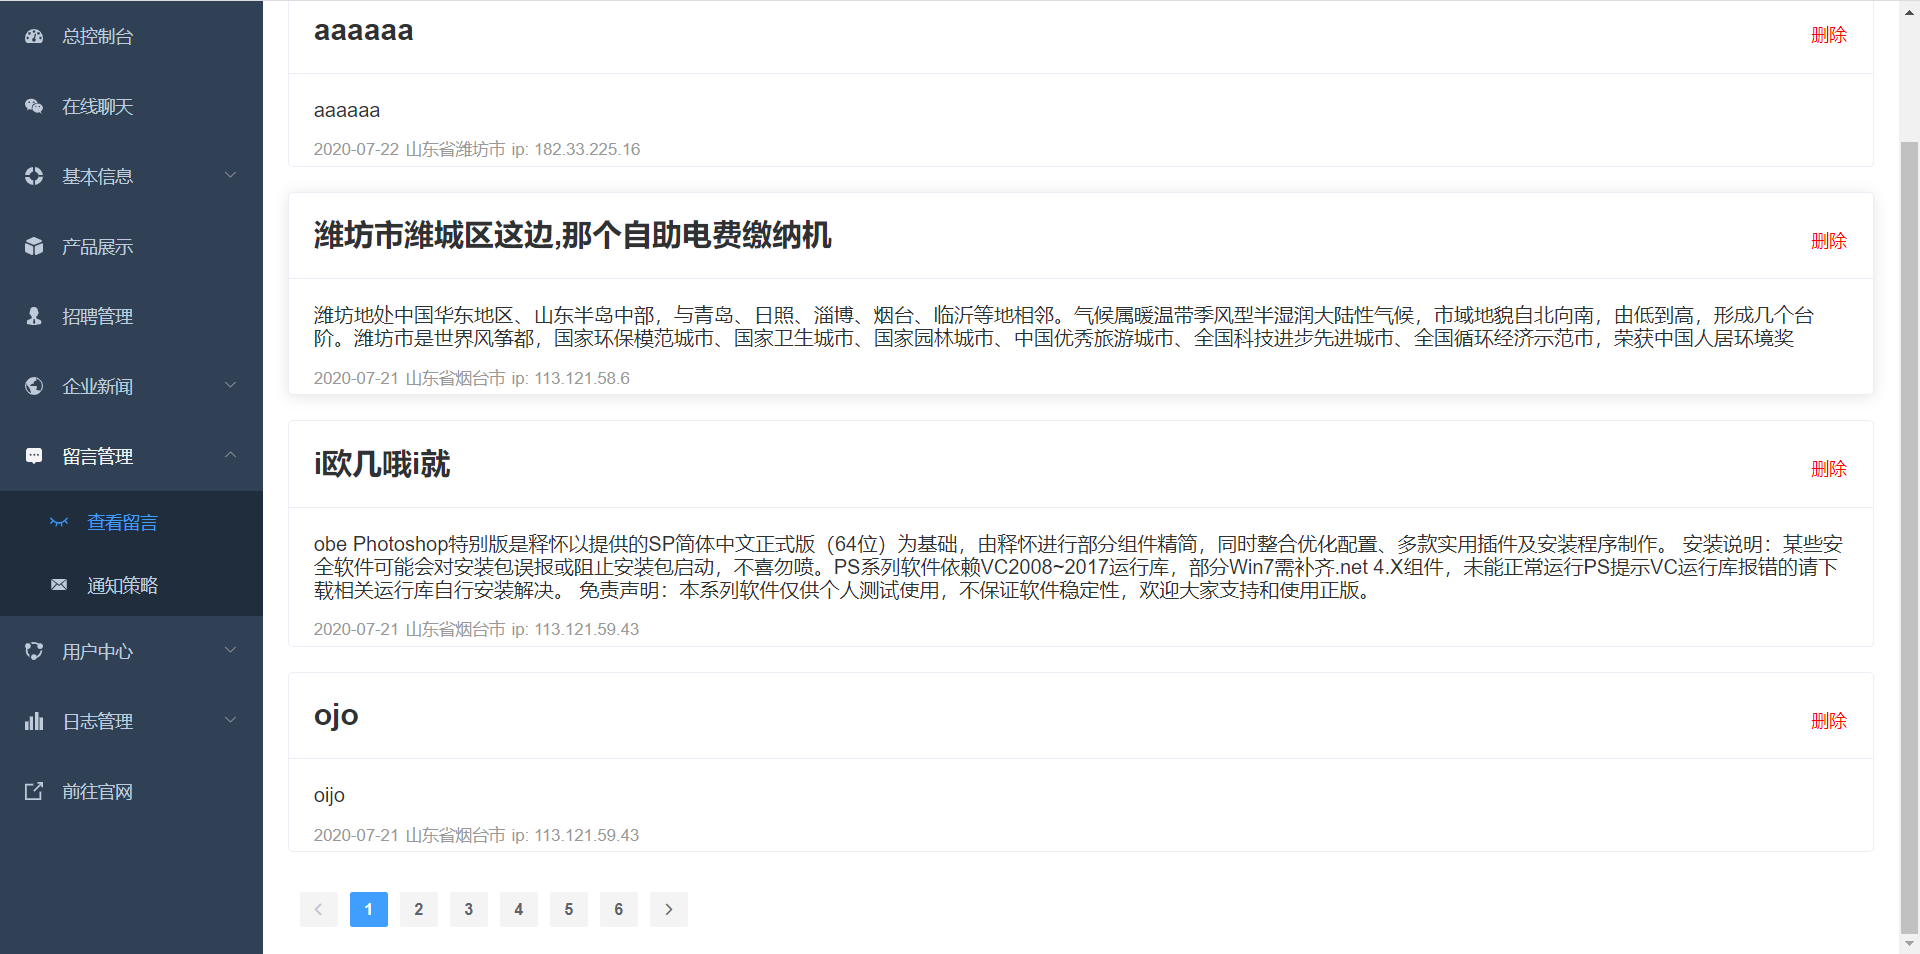 总控制台
在线聊天
基本信息
产品展示
招聘管理
企业新闻
留言管理
查看留言
通知策略
用户中心
日志管理
前往官网
aaaaaa
删除
aaaaaa
2020-07-22 山东省潍坊市 ip: 182.33.225.16
潍坊市潍城区这边,那个自助电费缴纳机
删除
潍坊地处中国华东地区、山东半岛中部，与青岛、日照、淄博、烟台、临沂等地相邻。气候属暖温带季风型半湿润大陆性气候，市域地貌自北向南，由低到高，形成几个台
阶。潍坊市是世界风筝都，国家环保模范城市、国家卫生城市、国家园林城市、中国优秀旅游城市、全国科技进步先进城市、全国循环经济示范市，荣获中国人居环境奖
2020-07-21 山东省烟台市 ip: 113.121.58.6
i欧几哦i就
删除
obe Photoshop特别版是释怀以提供的SP简体中文正式版（64位）为基础，由释怀进行部分组件精简，同时整合优化配置、多款实用插件及安装程序制作。 安装说明：某些安
全软件可能会对安装包误报或阻止安装包启动，不喜勿喷。PS系列软件依赖VC2008~2017运行库，部分Win7需补齐.net 4.X组件，未能正常运行PS提示VC运行库报错的请下
载相关运行库自行安装解决。 免责声明：本系列软件仅供个人测试使用，不保证软件稳定性，欢迎大家支持和使用正版。
2020-07-21 山东省烟台市 ip: 113.121.59.43
ojo
删除
oijo
2020-07-21 山东省烟台市 ip: 113.121.59.43
1 2 3 4 5 6